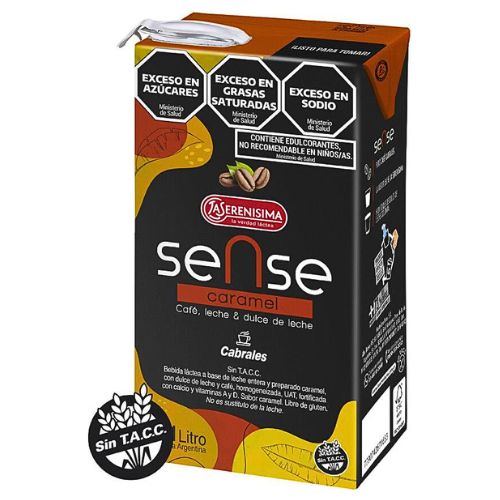 ¡LISTO PARA TOMAR!
EXCESO EN
AZÚCARES
Ministerio
de Salud
EXCESO EN
GRASAS
SATURADAS
Ministerio
de Salud
EXCESO EN
SODIO
Ministerio
de Salud
CONTIENE EDULCORANTES,
NO RECOMENDABLE EN NIÑOS/AS.
Ministerio de Salud
LASERENISIMA
la verdad láctea
sense
caramel
Café, leche & dulce de leche
Cabrales
Sin T.A.C.C.
Bebida láctea a base de leche entera y preparado caramel,
con dulce de leche y café, homogeneizada, UAT, fortificada
con calcio y vitaminas A y D. Sabor caramel. Libre de gluten.
No es sustituto de la leche.
1 Litro
Argentina
Sin T.A.C.C.
Sin T.A.C.C.
sense